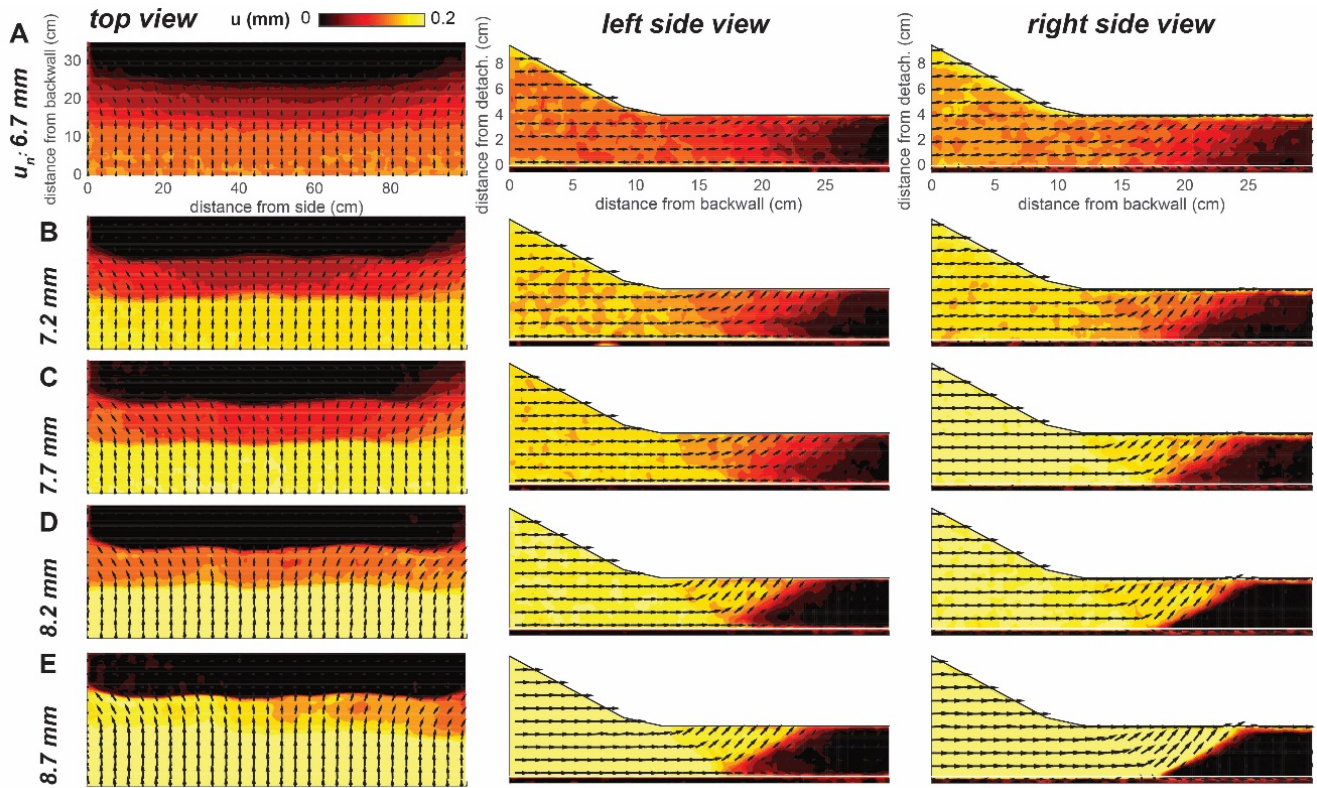 top view
u (mm) 0 0.2
left side view
right side view
A
uₙ: 6.7 mm
distance from backwall (cm)
30
20
10
0
0 20 40 60 80
distance from side (cm)
distance from detach. (cm)
8
6
4
2
0
0 5 10 15 20 25
distance from backwall (cm)
distance from detach. (cm)
8
6
4
2
0
0 5 10 15 20 25
distance from backwall (cm)
B
7.2 mm
C
7.7 mm
D
8.2 mm
E
8.7 mm